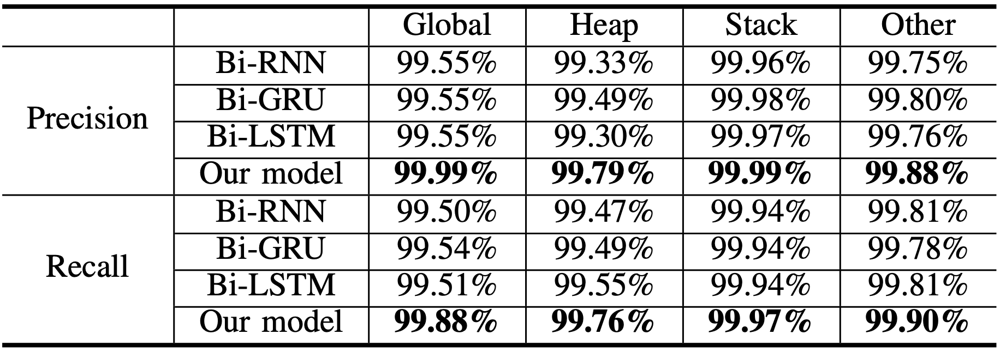 Global Heap Stack Other
Bi-RNN 99.55% 99.33% 99.96% 99.75%
Bi-GRU 99.55% 99.49% 99.98% 99.80%
Precision
Bi-LSTM 99.55% 99.30% 99.97% 99.76%
Our model 99.99% 99.79% 99.99% 99.88%
Bi-RNN 99.50% 99.47% 99.94% 99.81%
Bi-GRU 99.54% 99.49% 99.94% 99.78%
Recall
Bi-LSTM 99.51% 99.55% 99.94% 99.81%
Our model 99.88% 99.76% 99.97% 99.90%